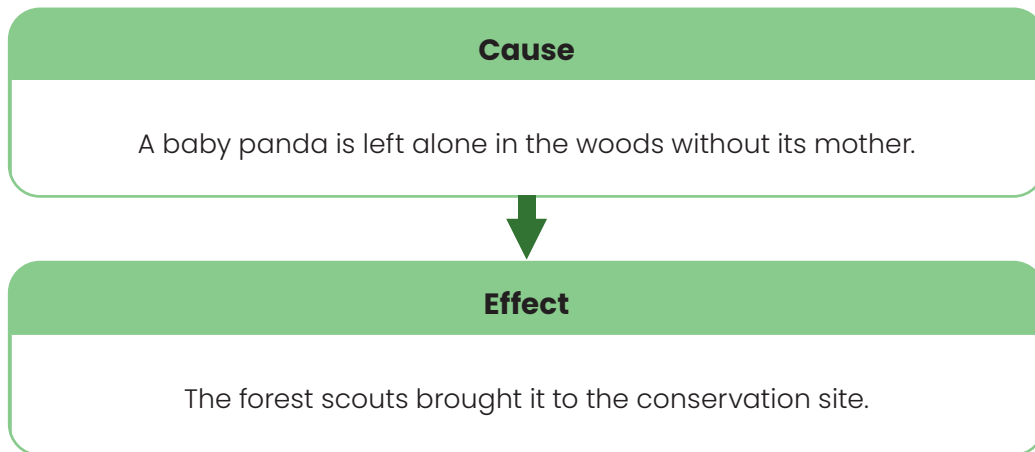 Cause
A baby panda is left alone in the woods without its mother.
Effect
The forest scouts brought it to the conservation site.